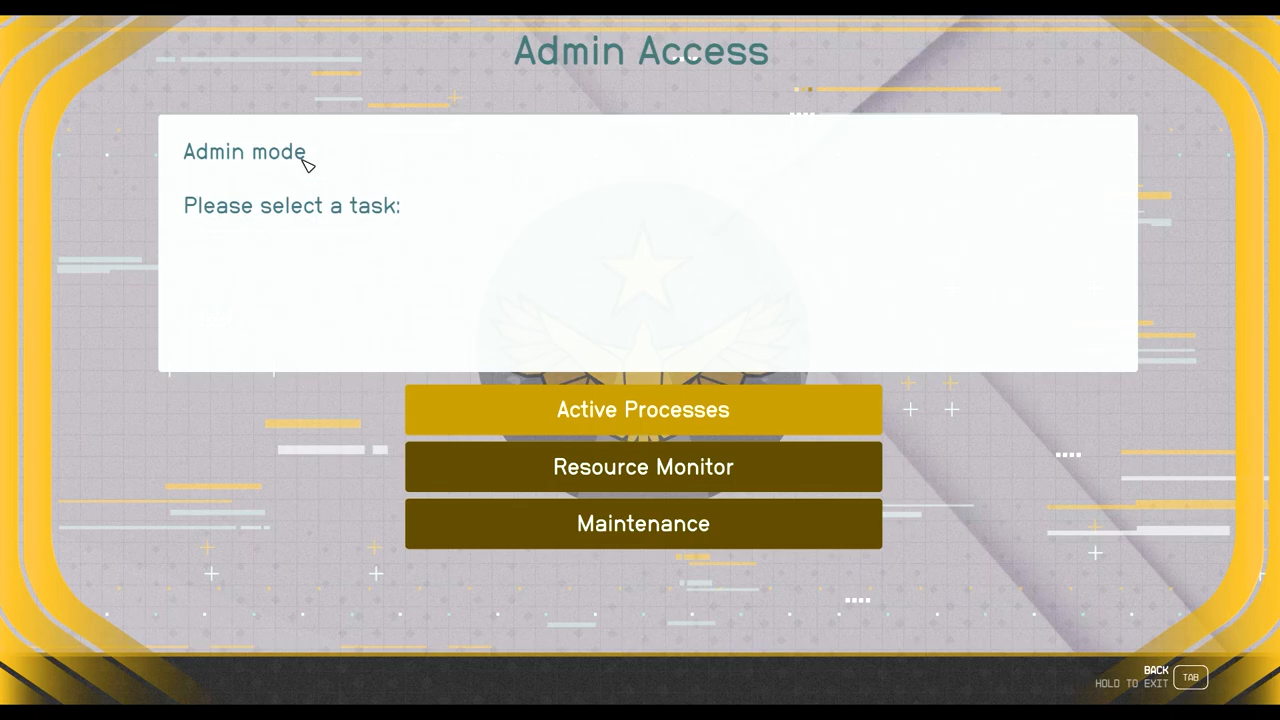 Admin Access
Admin mode
Please select a task:
Active Processes
Resource Monitor
Maintenance
BACK
HOLD TO EXIT
TAB